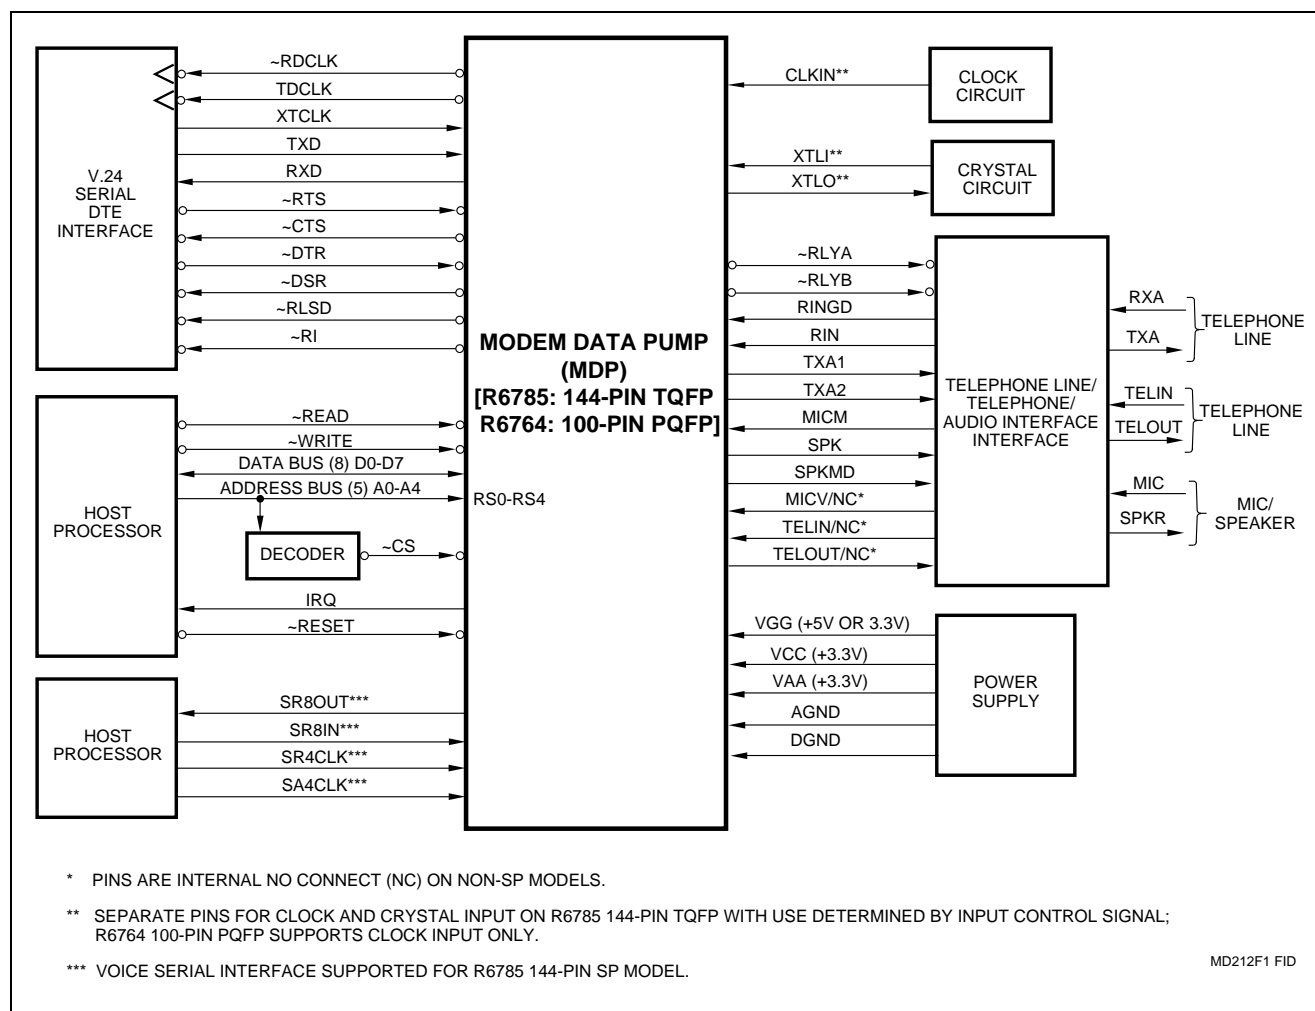 ~RDCLK
TDCLK
XTCLK
TXD
RXD
~RTS
~CTS
~DTR
~DSR
~RLSD
~RI
V.24
SERIAL
DTE
INTERFACE
HOST
PROCESSOR
~READ
~WRITE
DATA BUS (8) D0-D7
ADDRESS BUS (5) A0-A4
DECODER
~CS
IRQ
~RESET
HOST
PROCESSOR
SR8OUT***
SR8IN***
SR4CLK***
SA4CLK***
MODEM DATA PUMP
(MDP)
[R6785: 144-PIN TQFP
R6764: 100-PIN PQFP]
RS0-RS4
CLKIN**
CLOCK
CIRCUIT
XTLI**
XTLO**
CRYSTAL
CIRCUIT
~RLYA
~RLYB
RINGD
RIN
TXA1
TXA2
MICM
SPK
SPKMD
MICV/NC*
TELIN/NC*
TELOUT/NC*
TELEPHONE LINE/
TELEPHONE/
AUDIO INTERFACE
INTERFACE
RXA
TXA
TELEPHONE
LINE
TELIN
TELOUT
TELEPHONE
LINE
MIC
SPKR
MIC/
SPEAKER
VGG (+5V OR 3.3V)
VCC (+3.3V)
VAA (+3.3V)
AGND
DGND
POWER
SUPPLY
* PINS ARE INTERNAL NO CONNECT (NC) ON NON-SP MODELS.
** SEPARATE PINS FOR CLOCK AND CRYSTAL INPUT ON R6785 144-PIN TQFP WITH USE DETERMINED BY INPUT CONTROL SIGNAL;
R6764 100-PIN PQFP SUPPORTS CLOCK INPUT ONLY.
*** VOICE SERIAL INTERFACE SUPPORTED FOR R6785 144-PIN SP MODEL.
MD212F1 FID